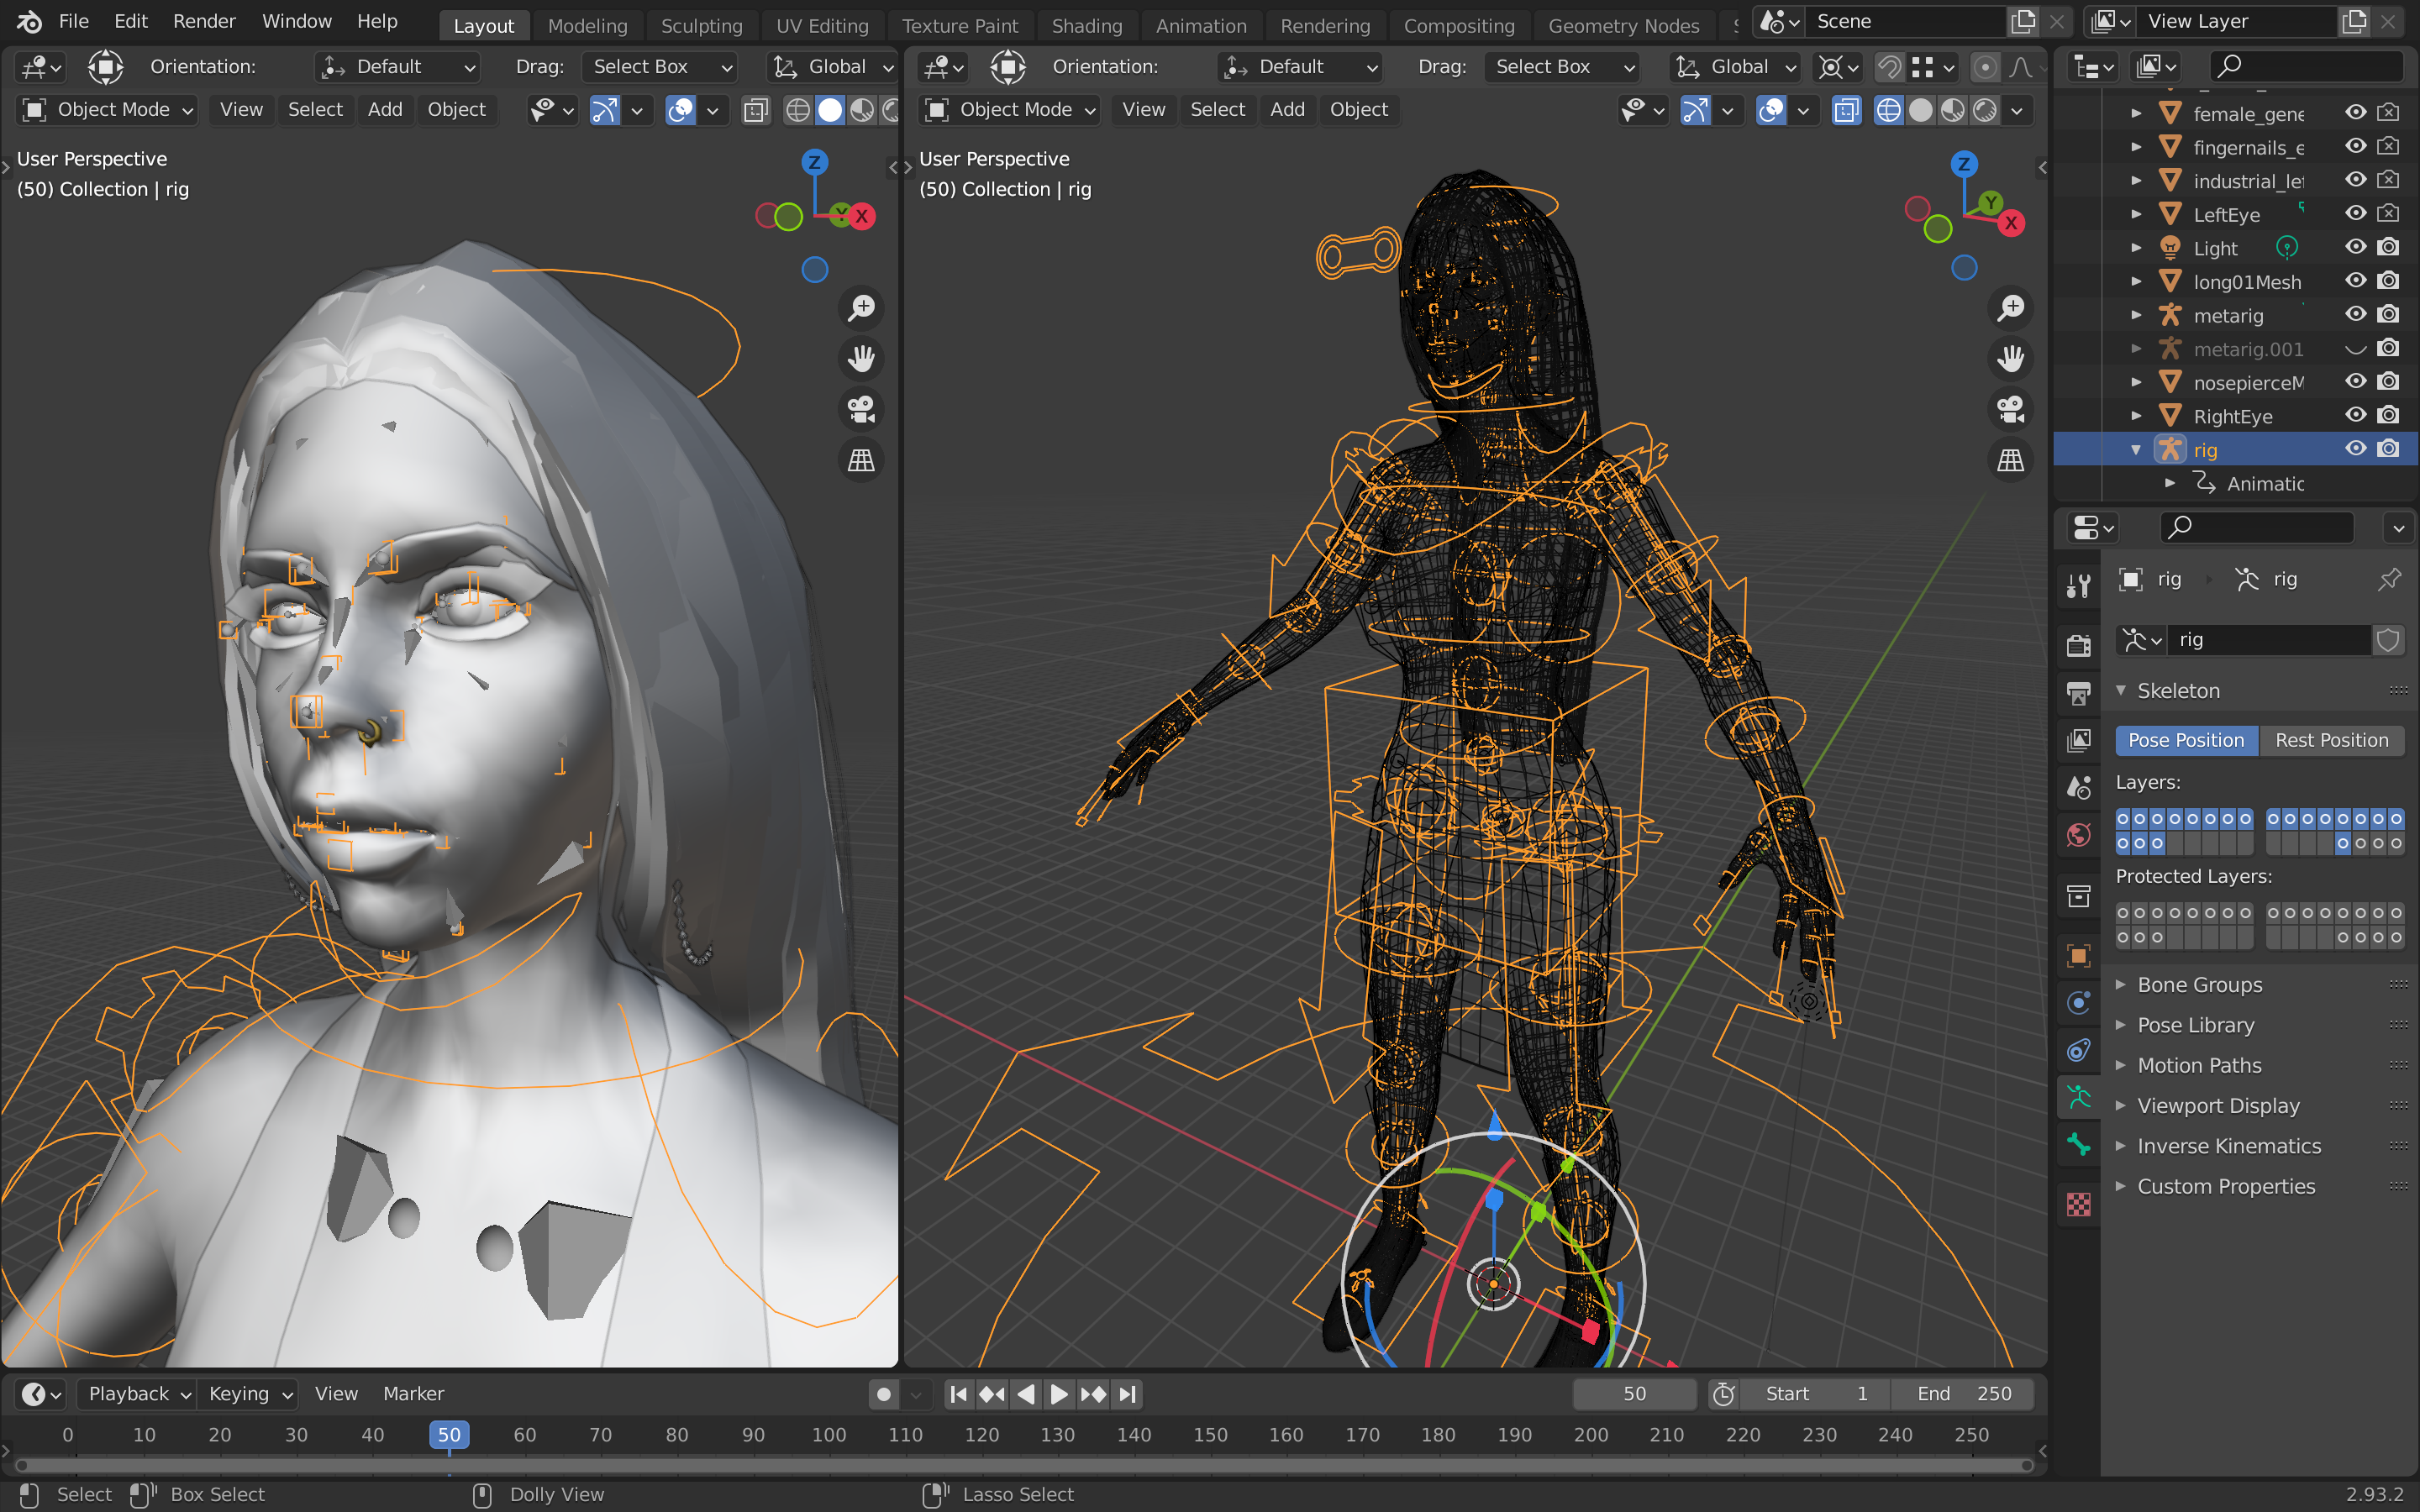 File Edit Render Window Help Layout Modeling Sculpting UV Editing Texture Paint Shading Animation Rendering Compositing Geometry Nodes Scene View Layer
Orientation: Default Drag: Select Box Global
Orientation: Default Drag: Select Box Global
Object Mode View Select Add Object
Object Mode View Select Add Object
User Perspective
(50) Collection | rig
Z
Y
X
User Perspective
(50) Collection | rig
Z
Y
X
female_gene
fingernails_e
industrial_lef
LeftEye
Light
long01Mesh
metarig
metarig.001
nosepierceM
RightEye
rig
Animatic
rig rig
rig
Skeleton
Pose Position Rest Position
Layers:
Protected Layers:
Bone Groups
Pose Library
Motion Paths
Viewport Display
Inverse Kinematics
Custom Properties
Playback Keying View Marker 50 Start 1 End 250
0 10 20 30 40 50 60 70 80 90 100 110 120 130 140 150 160 170 180 190 200 210 220 230 240 250
Select Box Select Dolly View Lasso Select 2.93.2